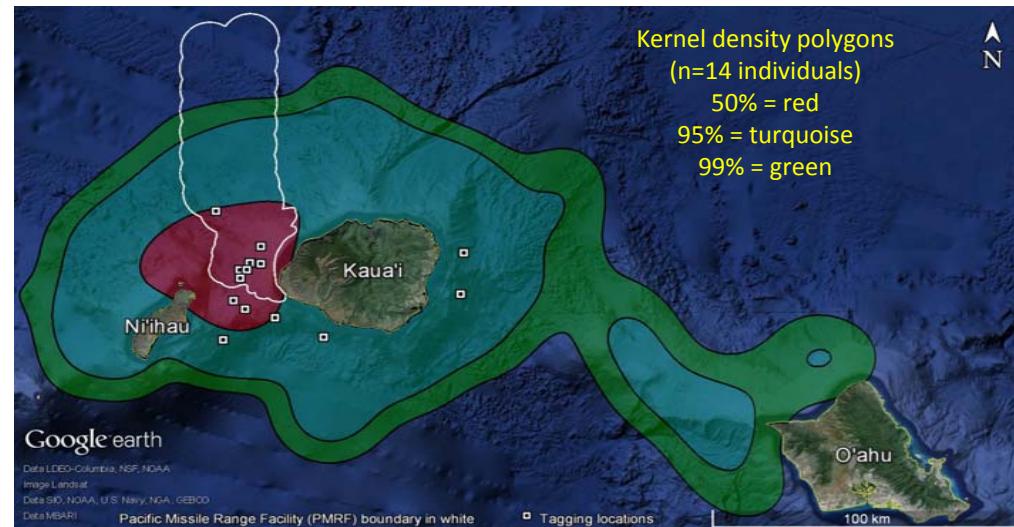 Kernel density polygons
(n=14 individuals)
50% = red
95% = turquoise
99% = green
N
Kaua'i
Ni'ihau
O'ahu
Google earth
Data LDEO-Columbia, NSF, NOAA
Image Landsat
Data SIO, NOAA, U.S. Navy, NGA, GEBCO
Data MBARI
Pacific Missile Range Facility (PMRF) boundary in white
Tagging locations
100 km